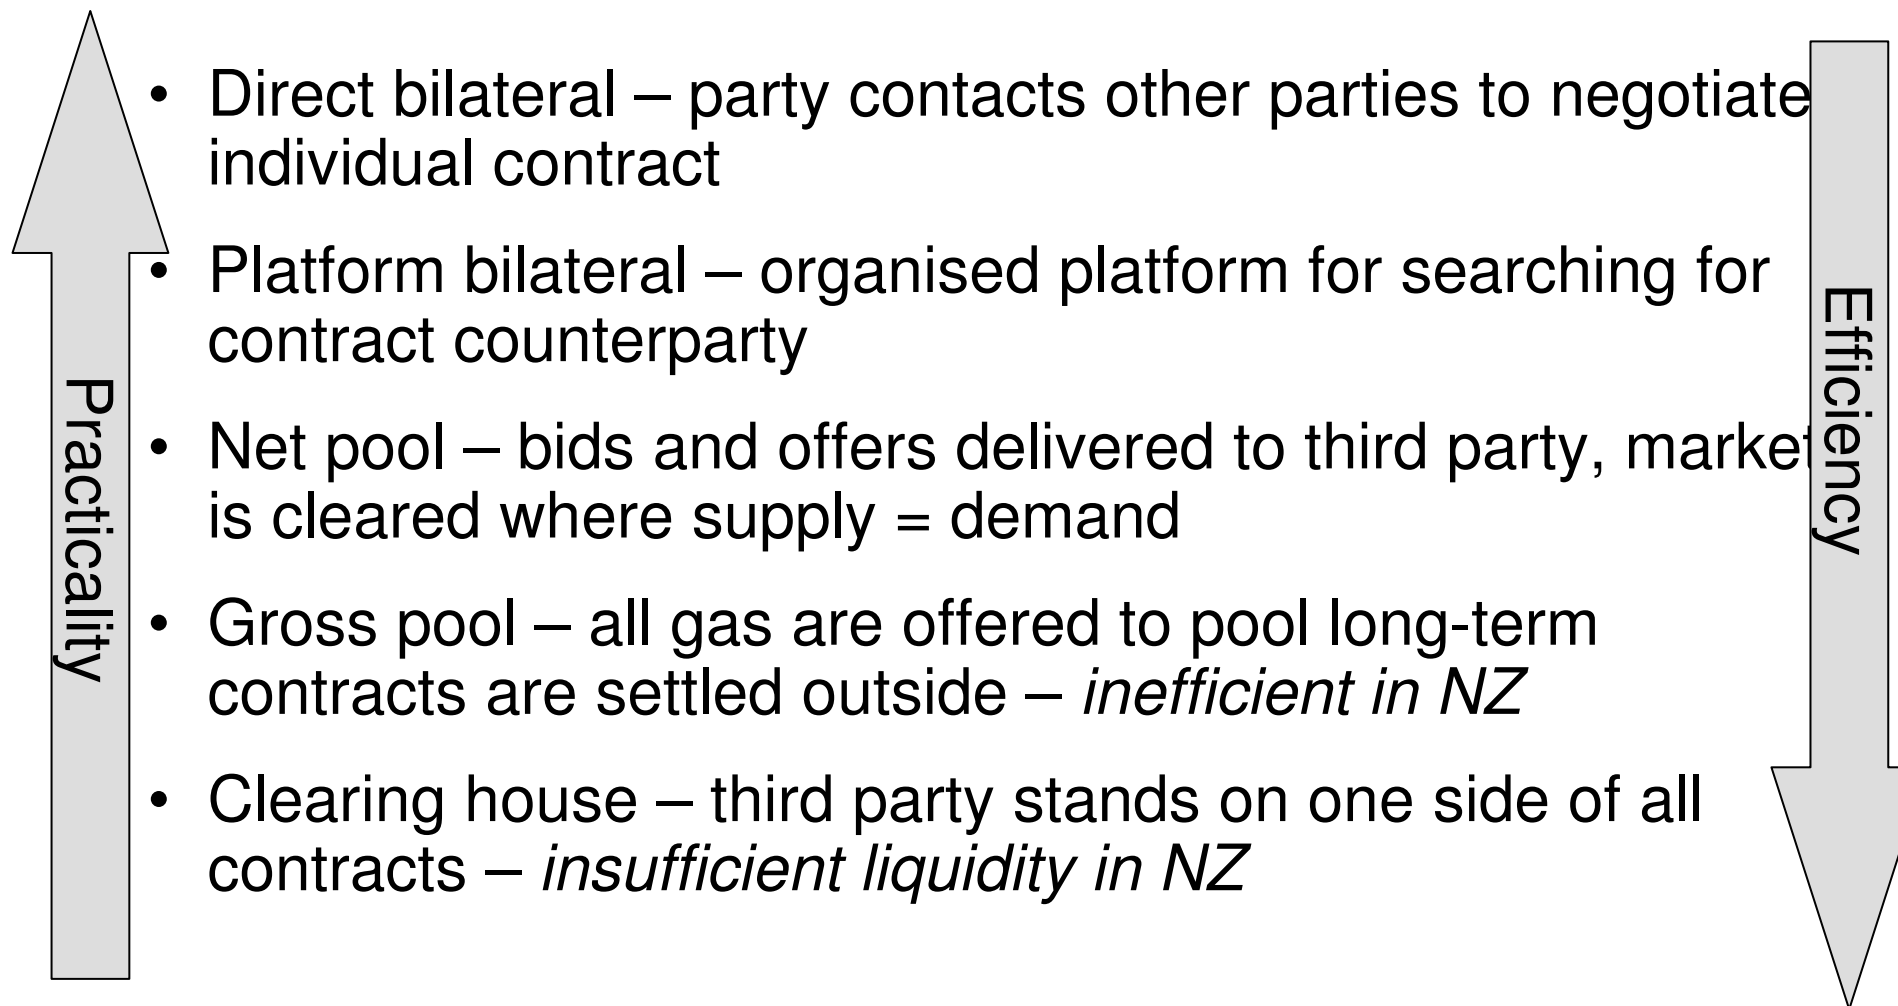 • Direct bilateral – party contacts other parties to negotiate
individual contract
• Platform bilateral – organised platform for searching for
contract counterparty
• Net pool – bids and offers delivered to third party, market
is cleared where supply = demand
• Gross pool – all gas are offered to pool long-term
contracts are settled outside – inefficient in NZ
• Clearing house – third party stands on one side of all
contracts – insufficient liquidity in NZ
Practicality
Efficiency